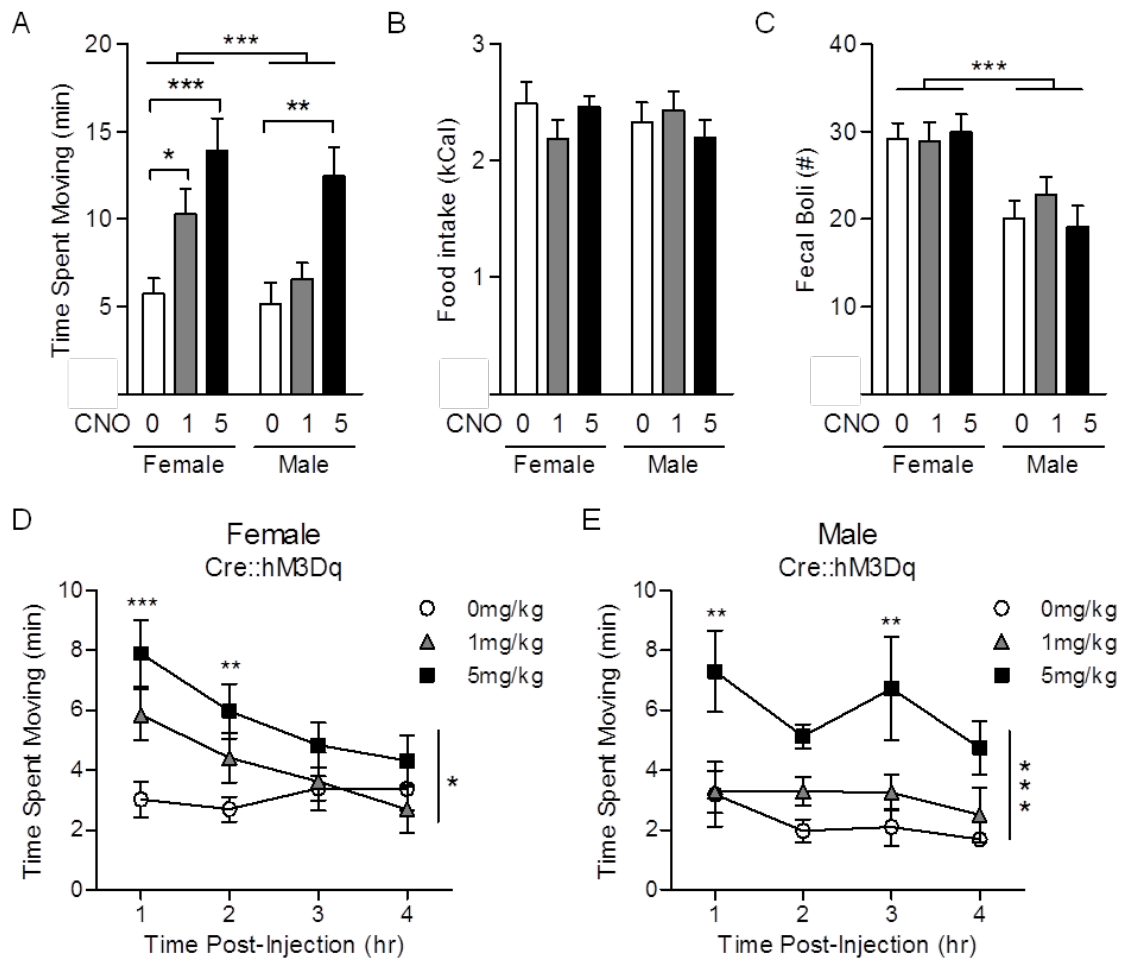 A
Time Spent Moving (min)
20
15
10
5
***
***
*
**
CNO 0 1 5 0 1 5
Female Male
B
Food intake (kCal)
3
2
1
CNO 0 1 5 0 1 5
Female Male
C
Fecal Boli (#)
40
30
20
10
***
CNO 0 1 5 0 1 5
Female Male
D
Female
Cre::hM3Dq
Time Spent Moving (min)
10
8
6
4
2
0
***
**
0mg/kg
1mg/kg
5mg/kg
*
1 2 3 4
Time Post-Injection (hr)
E
Male
Cre::hM3Dq
Time Spent Moving (min)
10
8
6
4
2
0
**
**
0mg/kg
1mg/kg
5mg/kg
***
1 2 3 4
Time Post-Injection (hr)